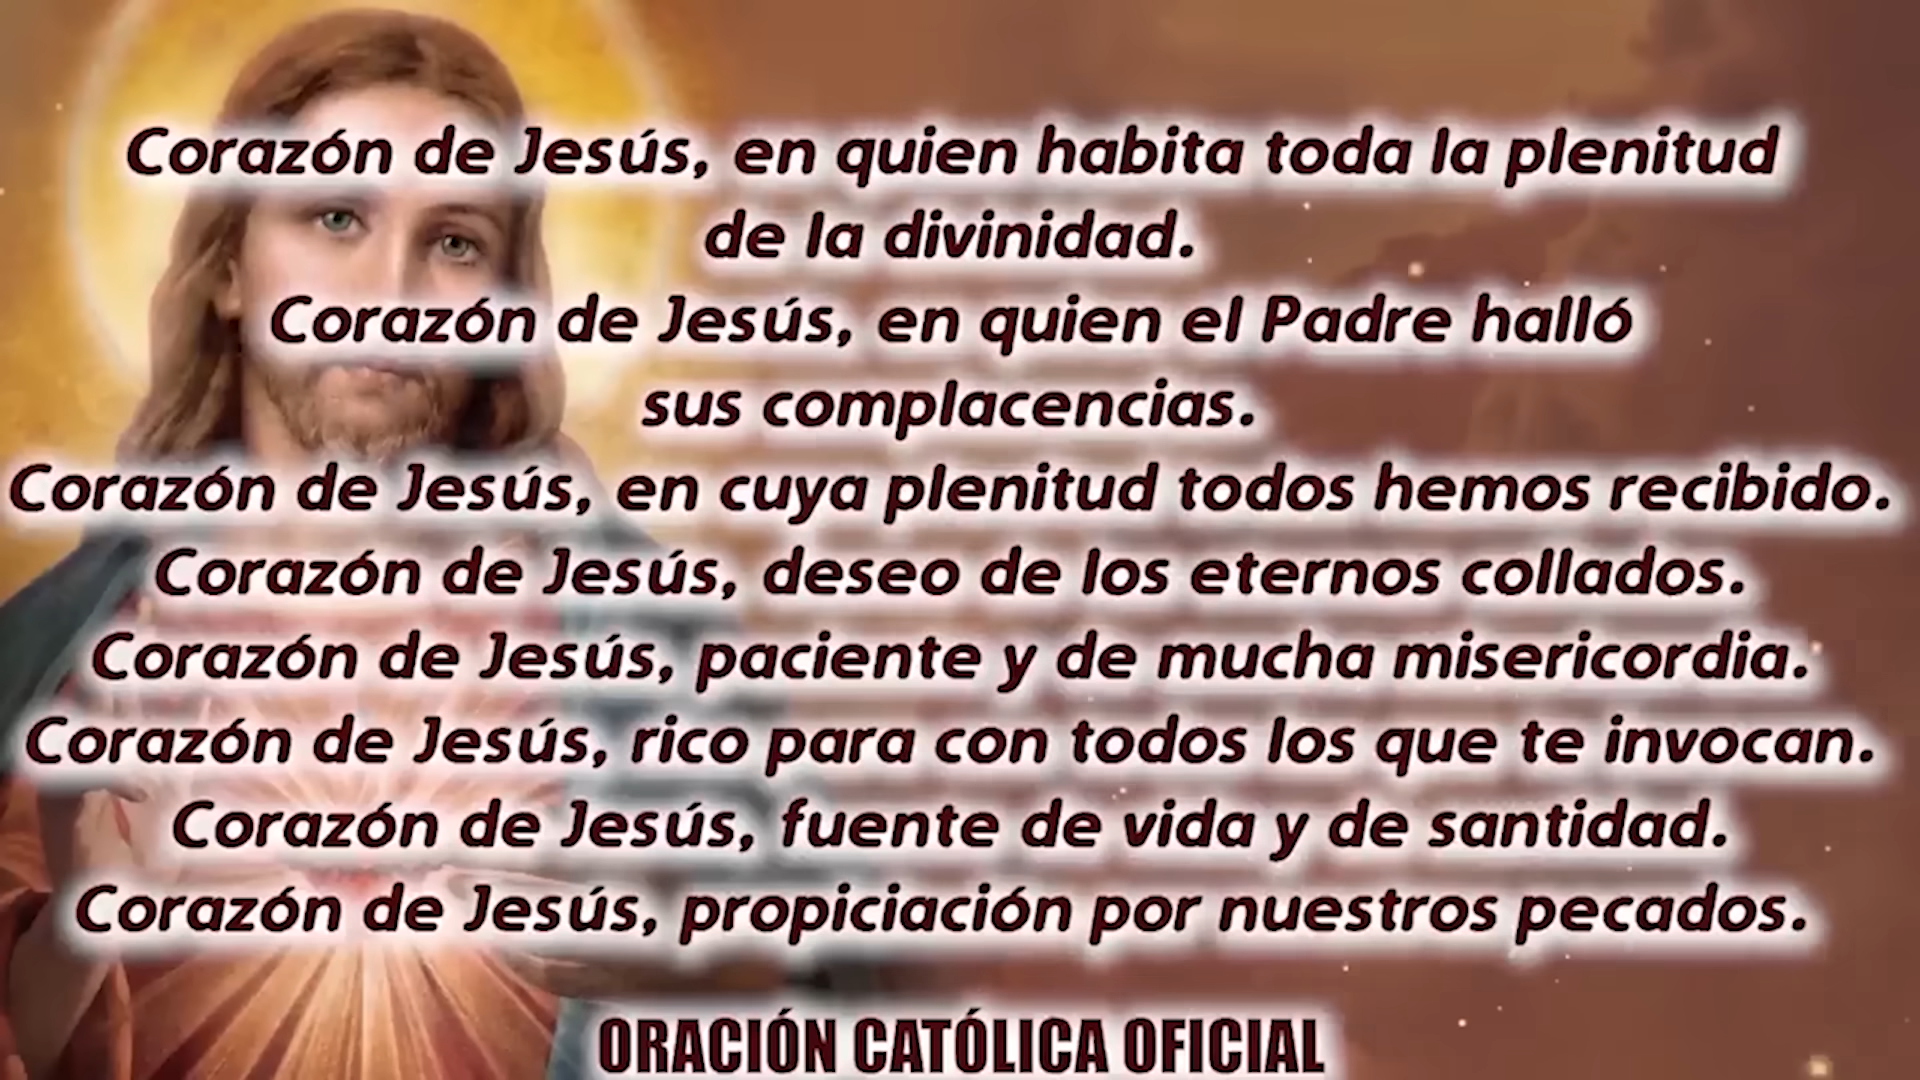 Corazón de Jesús, en quien habita toda la plenitud
de la divinidad.
Corazón de Jesús, en quien el Padre halló
sus complacencias.
Corazón de Jesús, en cuya plenitud todos hemos recibido.
Corazón de Jesús, deseo de los eternos collados.
Corazón de Jesús, paciente y de mucha misericordia.
Corazón de Jesús, rico para con todos los que te invocan.
Corazón de Jesús, fuente de vida y de santidad.
Corazón de Jesús, propiciación por nuestros pecados.
ORACIÓN CATÓLICA OFICIAL